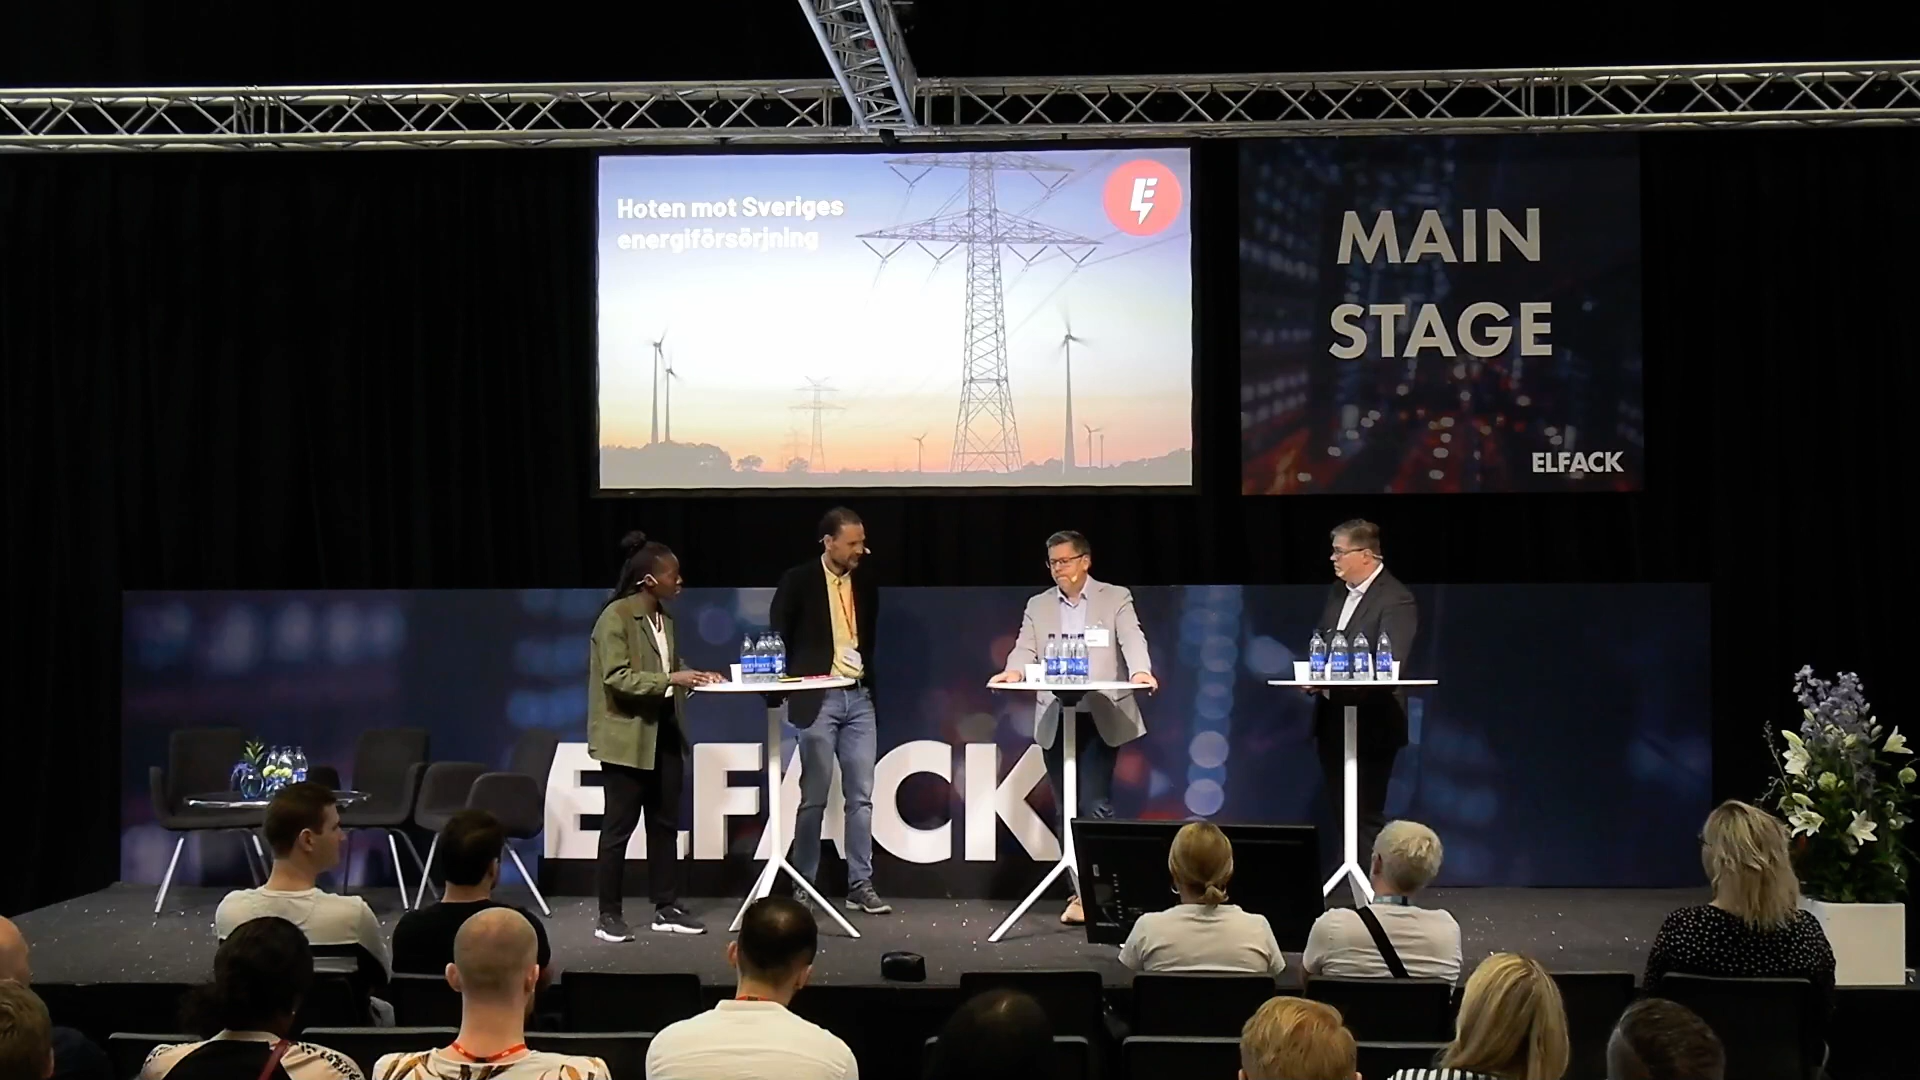 Hoten mot Sveriges
energiförsörjning
MAIN
STAGE
ELFACK
ELFACK